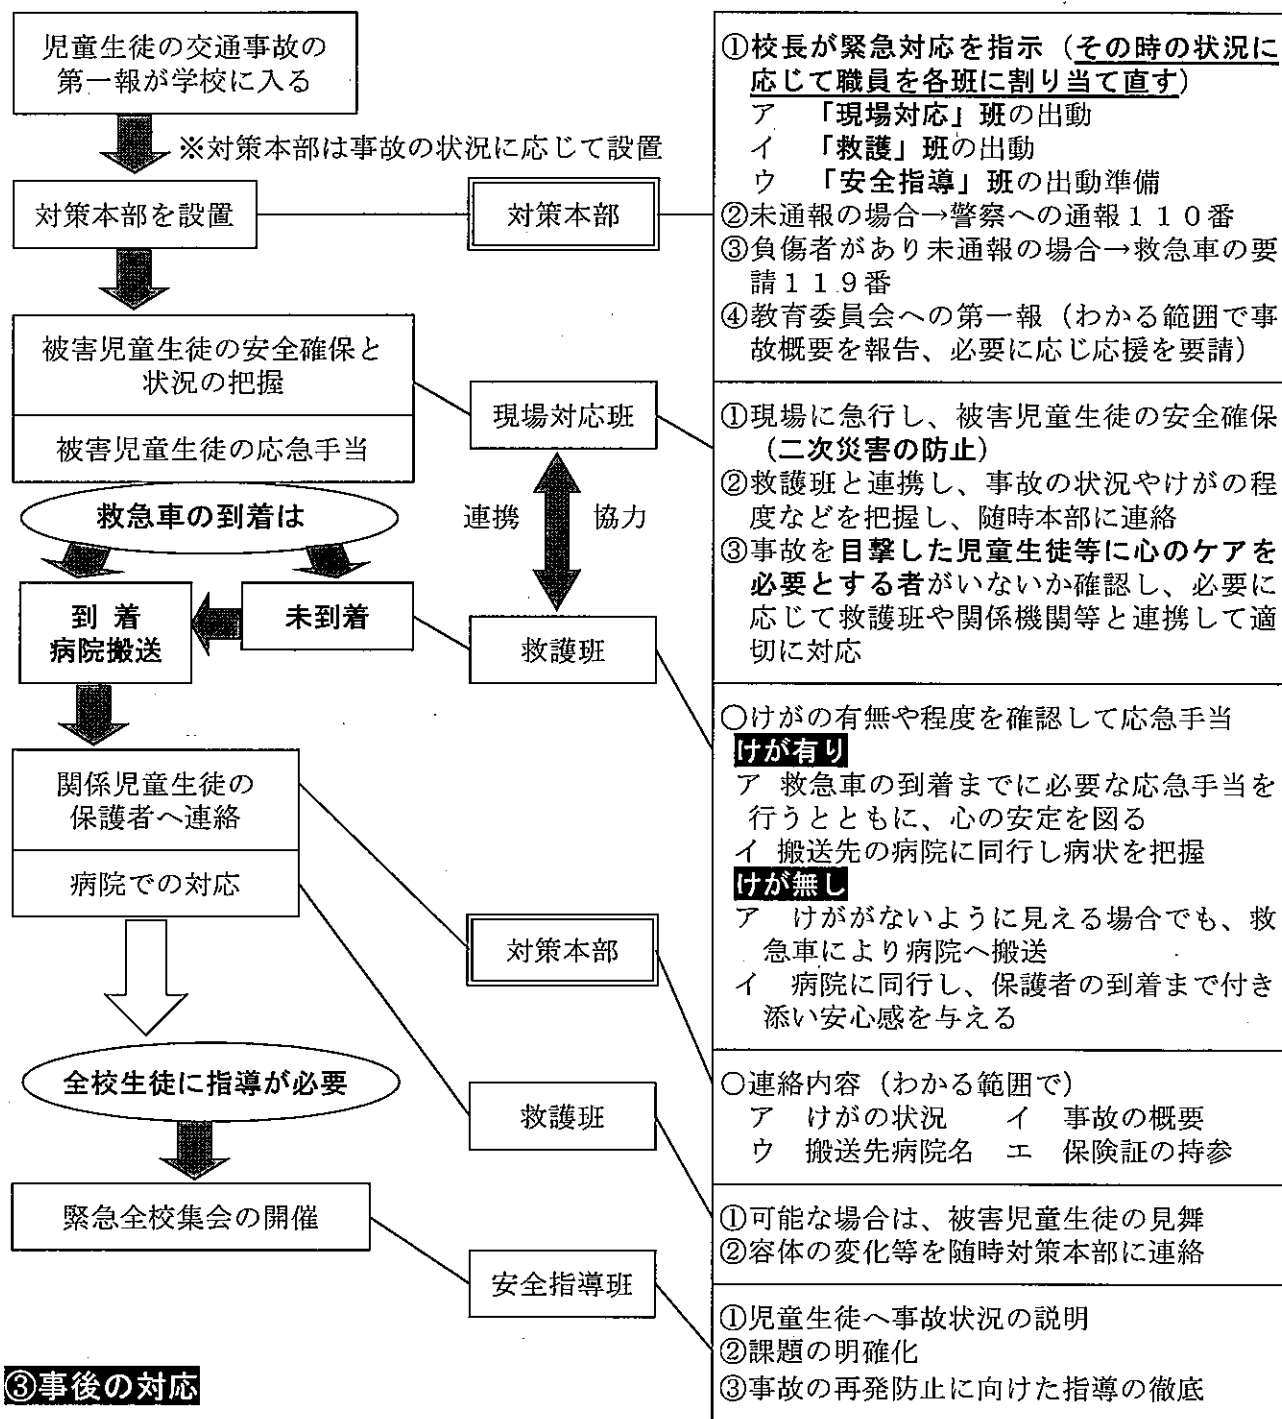 児童生徒の交通事故の
第一報が学校に入る
※対策本部は事故の状況に応じて設置
対策本部を設置
対策本部
①校長が緊急対応を指示（その時の状況に
応じて職員を各班に割り当て直す）
ア 「現場対応」班の出動
イ 「救護」班の出動
ウ 「安全指導」班の出動準備
②未通報の場合→警察への通報１１０番
③負傷者があり未通報の場合→救急車の要
請１１９番
④教育委員会への第一報（わかる範囲で事
故概要を報告、必要に応じ応援を要請）
被害児童生徒の安全確保と
状況の把握
被害児童生徒の応急手当
現場対応班
①現場に急行し、被害児童生徒の安全確保
（二次災害の防止）
②救護班と連携し、事故の状況やけがの程
度などを把握し、随時本部に連絡
③事故を目撃した児童生徒等に心のケアを
必要とする者がいないか確認し、必要に
応じて救護班や関係機関等と連携して適
切に対応
救急車の到着は
連携 協力
到 着
病院搬送
未到着
救護班
○けがの有無や程度を確認して応急手当
けが有り
ア 救急車の到着までに必要な応急手当を
行うとともに、心の安定を図る
イ 搬送先の病院に同行し病状を把握
けが無し
ア けががないように見える場合でも、救
急車により病院へ搬送
イ 病院に同行し、保護者の到着まで付き
添い安心感を与える
関係児童生徒の
保護者へ連絡
病院での対応
対策本部
○連絡内容（わかる範囲で）
ア けがの状況 イ 事故の概要
ウ 搬送先病院名 エ 保険証の持参
全校生徒に指導が必要
救護班
①可能な場合は、被害児童生徒の見舞
②容体の変化等を随時対策本部に連絡
緊急全校集会の開催
安全指導班
①児童生徒へ事故状況の説明
②課題の明確化
③事故の再発防止に向けた指導の徹底
③事後の対応